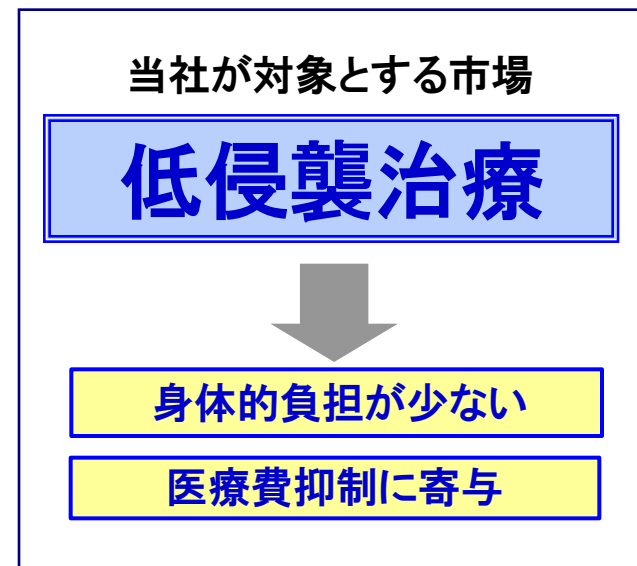 当社が対象とする市場
低侵襲治療
身体的負担が少ない
医療費抑制に寄与